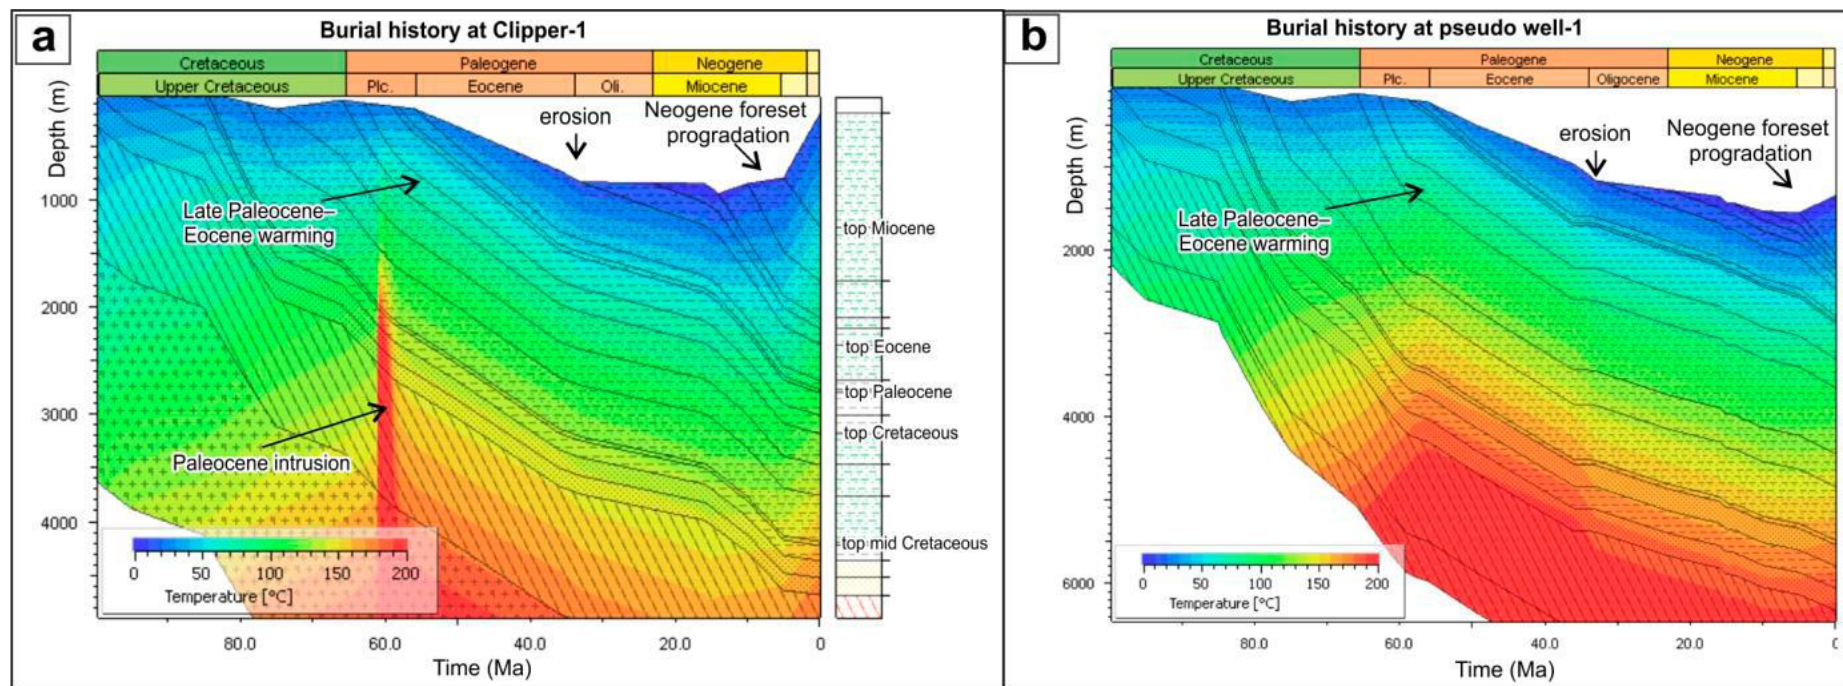 a
Burial history at Clipper-1
Cretaceous Paleogene Neogene
Upper Cretaceous Plc. Eocene Oli. Miocene
Depth (m)
1000
2000
3000
4000
erosion
Neogene foreset
progradation
Late Paleocene–
Eocene warming
Paleocene intrusion
top Miocene
top Eocene
top Paleocene
top Cretaceous
top mid Cretaceous
0 50 100 150 200
Temperature [°C]
80.0 60.0 40.0 20.0 0
Time (Ma)
b
Burial history at pseudo well-1
Cretaceous Paleogene Neogene
Upper Cretaceous Plc. Eocene Oligocene Miocene
Depth (m)
2000
4000
6000
erosion
Neogene foreset
progradation
Late Paleocene–
Eocene warming
0 50 100 150 200
Temperature [°C]
80.0 60.0 40.0 20.0 0
Time (Ma)